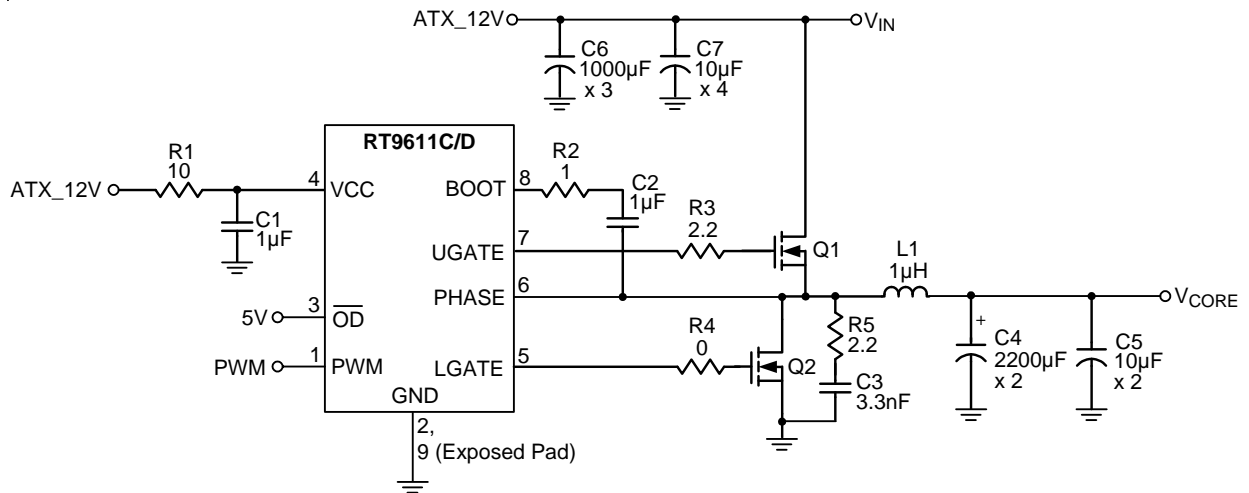 ATX_12V
V_IN
C6
1000µF
x 3
C7
10µF
x 4
RT9611C/D
R1
10
ATX_12V
C1
1µF
4
VCC
BOOT
8
R2
1
C2
1µF
UGATE
7
R3
2.2
Q1
PHASE
6
L1
1µH
V_CORE
5V
3
OD
PWM
1
PWM
LGATE
5
R4
0
Q2
R5
2.2
C3
3.3nF
+
C4
2200µF
x 2
C5
10µF
x 2
GND
2,
9 (Exposed Pad)